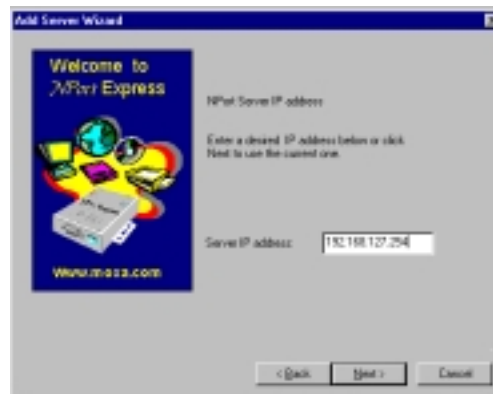 Add Server Wizard
Welcome to
NPort Express
www.moxa.com
NPort Server IP address
Enter a desired IP address below or click
Next to use the current one.
Server IP address:
192.168.127.254
< Back
Next >
Cancel